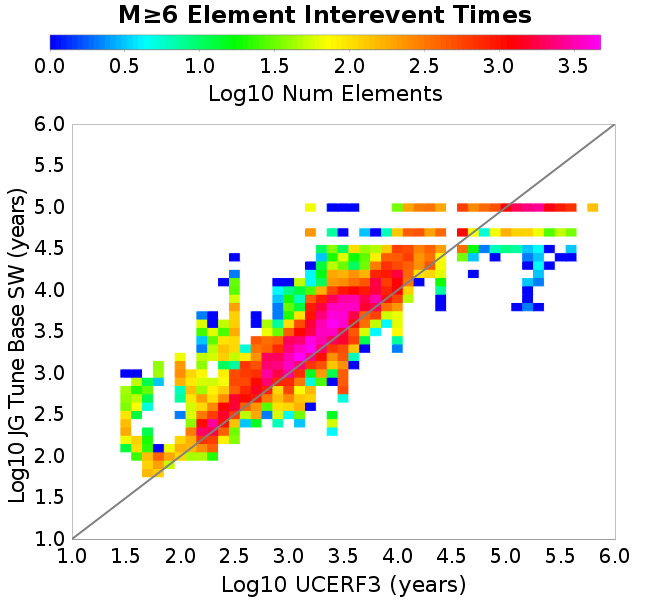 M≥6 Element Interevent Times
0.0 0.5 1.0 1.5 2.0 2.5 3.0 3.5
Log10 Num Elements
Log10 JG Tune Base SW (years)
6.0
5.5
5.0
4.5
4.0
3.5
3.0
2.5
2.0
1.5
1.0
1.0 1.5 2.0 2.5 3.0 3.5 4.0 4.5 5.0 5.5 6.0
Log10 UCERF3 (years)